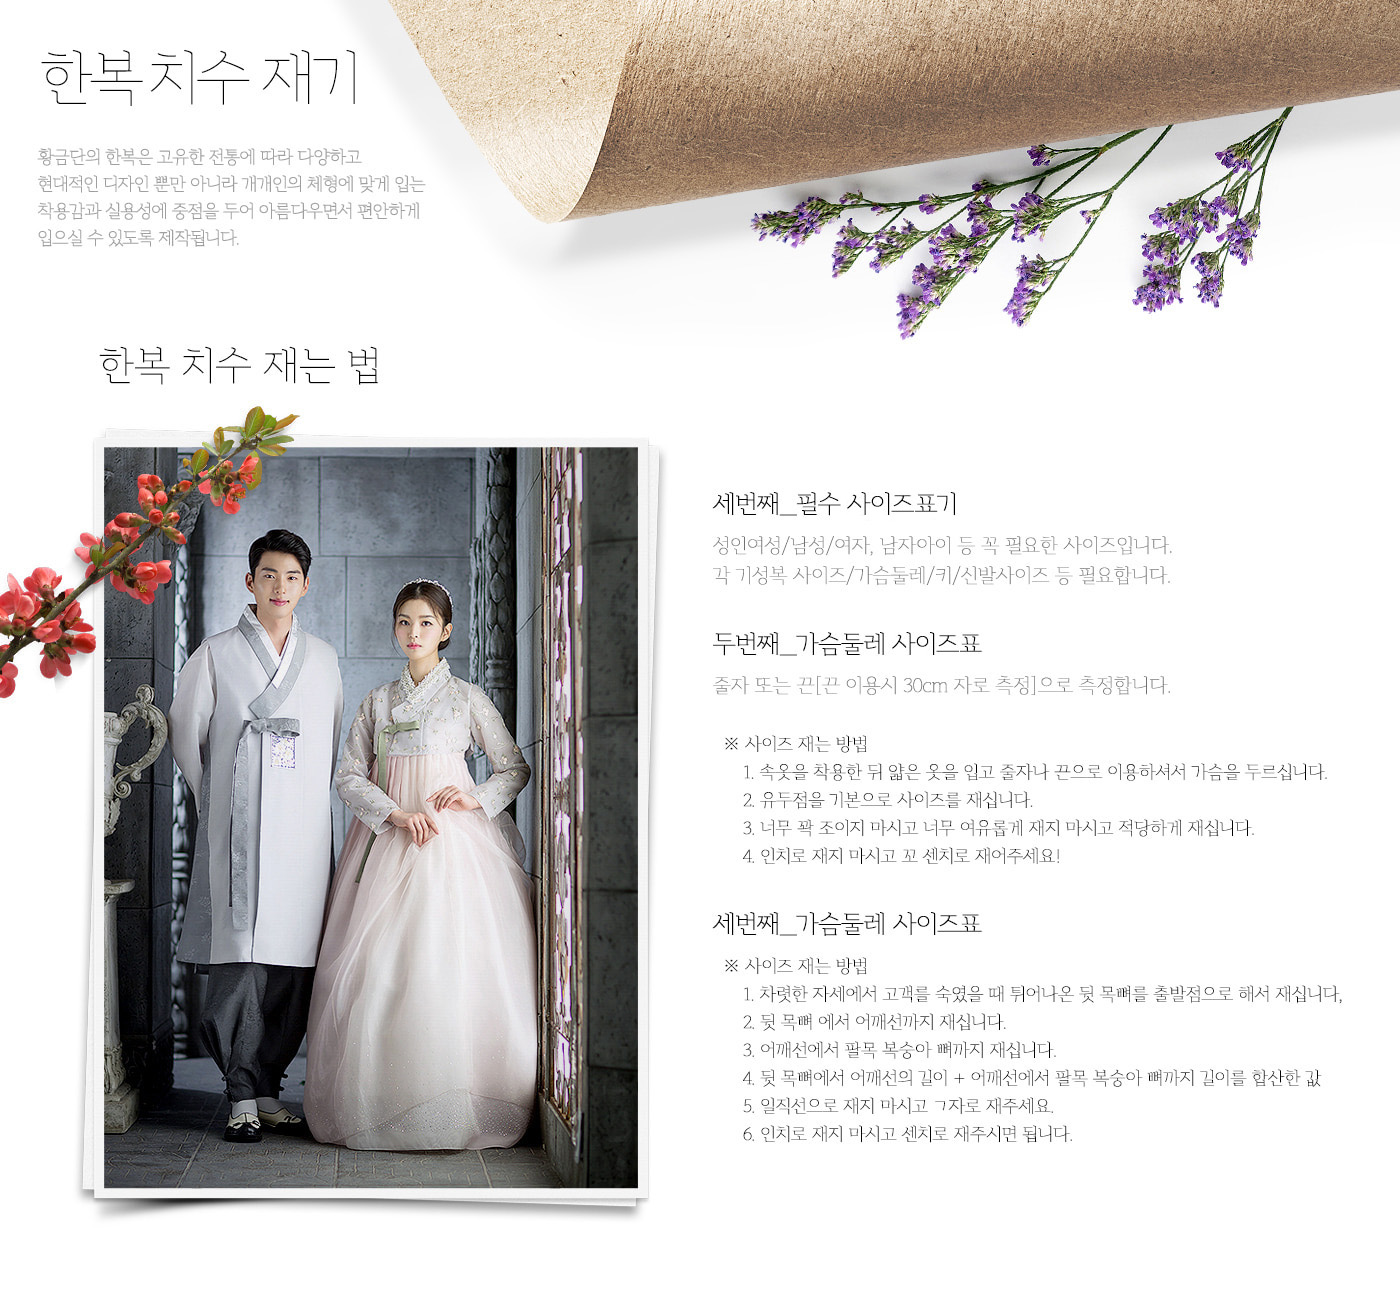 한복 치수 재기
황금단의 한복은 고유한 전통에 따라 다양하고
현대적인 디자인 뿐만 아니라 개개인의 체형에 맞게 입는
착용감과 실용성에 중점을 두어 아름다우면서 편안하게
입으실 수 있도록 제작됩니다.
한복 치수 재는 법
세번째_필수 사이즈표기
성인여성/남성/여자, 남자아이 등 꼭 필요한 사이즈입니다.
각 기성복 사이즈/가슴둘레/키/신발사이즈 등 필요합니다.
두번째_가슴둘레 사이즈표
줄자 또는 끈[끈 이용시 30cm 자로 측정]으로 측정합니다.
※ 사이즈 재는 방법
1. 속옷을 착용한 뒤 얇은 옷을 입고 줄자나 끈으로 이용하셔서 가슴을 두르십니다.
2. 유두점을 기본으로 사이즈를 재십니다.
3. 너무 꽉 조이지 마시고 너무 여유롭게 재지 마시고 적당하게 재십니다.
4. 인치로 재지 마시고 꼬 센치로 재어주세요!
세번째_가슴둘레 사이즈표
※ 사이즈 재는 방법
1. 차렷한 자세에서 고객를 숙였을 때 튀어나온 뒷 목뼈를 출발점으로 해서 재십니다,
2. 뒷 목뼈 에서 어깨선까지 재십니다.
3. 어깨선에서 팔목 복숭아 뼈까지 재십니다.
4. 뒷 목뼈에서 어깨선의 길이 + 어깨선에서 팔목 복숭아 뼈까지 길이를 합산한 값
5. 일직선으로 재지 마시고 ㄱ자로 재주세요.
6. 인치로 재지 마시고 센치로 재주시면 됩니다.